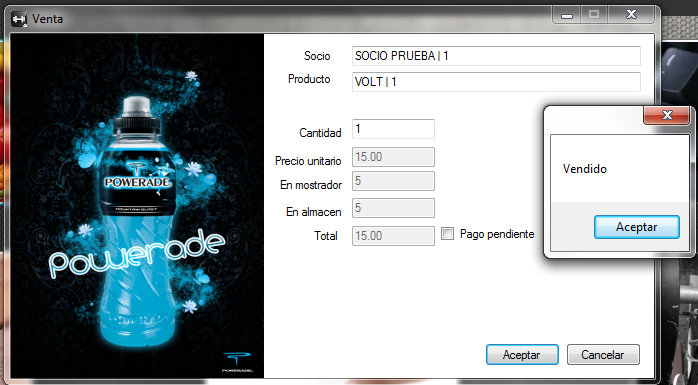 Venta
Socio
SOCIO PRUEBA | 1
Producto
VOLT | 1
Cantidad
1
Precio unitario
15.00
En mostrador
5
En almacen
5
Total
15.00
Pago pendiente
Aceptar
Cancelar
Vendido
Aceptar
POWERADE
MOUNTAIN BLAST
powerade
POWERADE